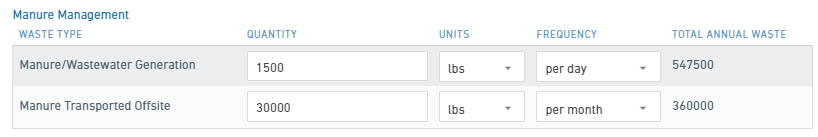 Manure Management
WASTE TYPE QUANTITY UNITS FREQUENCY TOTAL ANNUAL WASTE
Manure/Wastewater Generation 1500 lbs per day 547500
Manure Transported Offsite 30000 lbs per month 360000